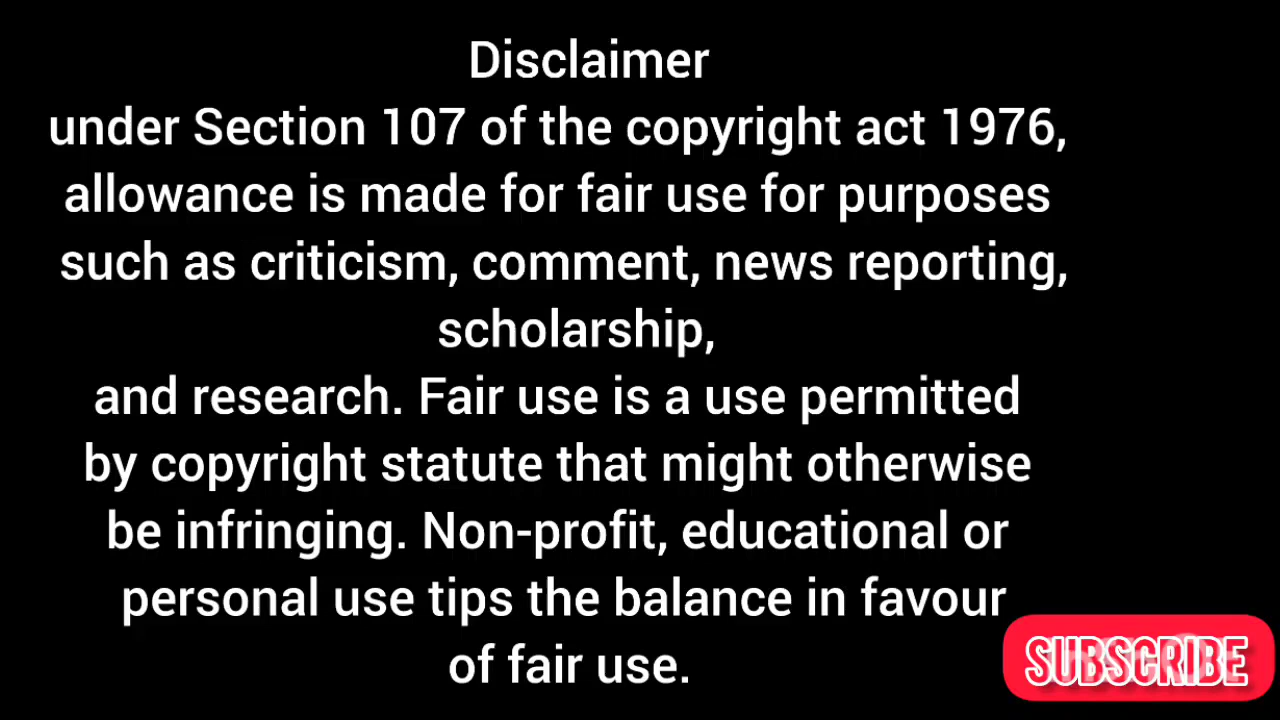 Disclaimer
under Section 107 of the copyright act 1976,
allowance is made for fair use for purposes
such as criticism, comment, news reporting,
scholarship,
and research. Fair use is a use permitted
by copyright statute that might otherwise
be infringing. Non-profit, educational or
personal use tips the balance in favour
of fair use.
SUBSCRIBE